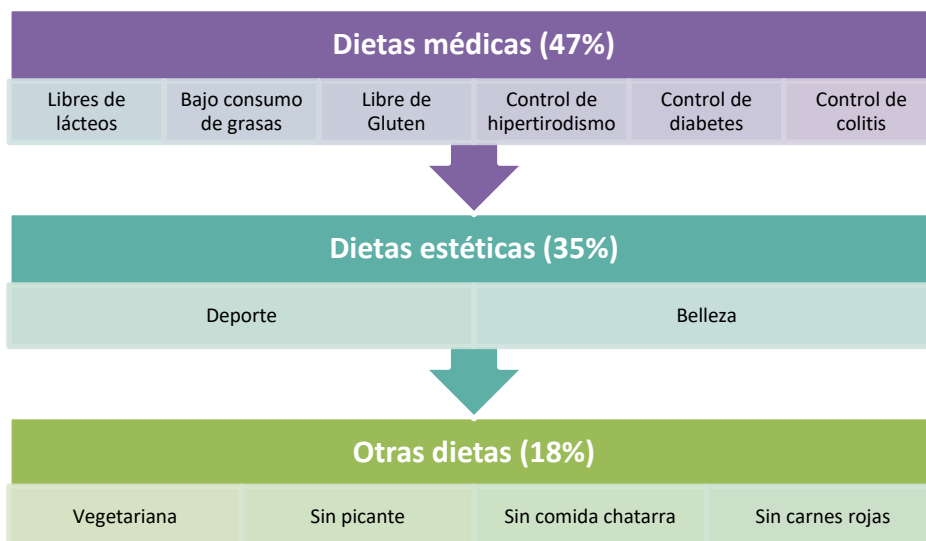 Dietas médicas (47%)
Libres de
lácteos
Bajo consumo
de grasas
Libre de
Gluten
Control de
hipertirodismo
Control de
diabetes
Control de
colitis
Dietas estéticas (35%)
Deporte
Belleza
Otras dietas (18%)
Vegetariana
Sin picante
Sin comida chatarra
Sin carnes rojas